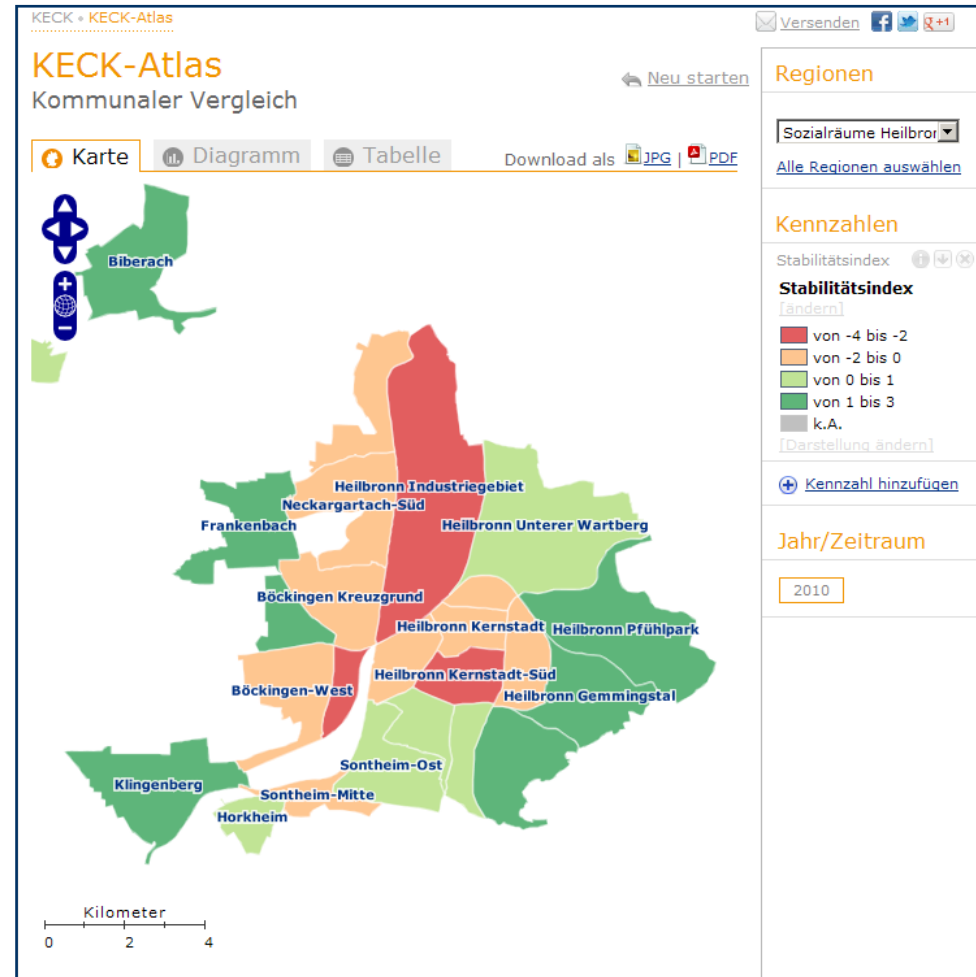 KECK • KECK-Atlas
Versenden
g+1
KECK-Atlas
Neu starten
Kommunaler Vergleich
Karte
Diagramm
Tabelle
Download als JPG | PDF
Biberach
Heilbronn Industriegebiet
Neckargartach-Süd
Frankenbach
Heilbronn Unterer Wartberg
Böckingen Kreuzgrund
Heilbronn Kernstadt
Heilbronn Pfühlpark
Heilbronn Kernstadt-Süd
Böckingen-West
Heilbronn Gemmingstal
Sontheim-Ost
Klingenberg
Sontheim-Mitte
Horkheim
Kilometer
0 2 4
Regionen
Sozialräume Heilbror
Alle Regionen auswählen
Kennzahlen
Stabilitätsindex
Stabilitätsindex
[ändern]
von -4 bis -2
von -2 bis 0
von 0 bis 1
von 1 bis 3
k.A.
[Darstellung ändern]
Kennzahl hinzufügen
Jahr/Zeitraum
2010